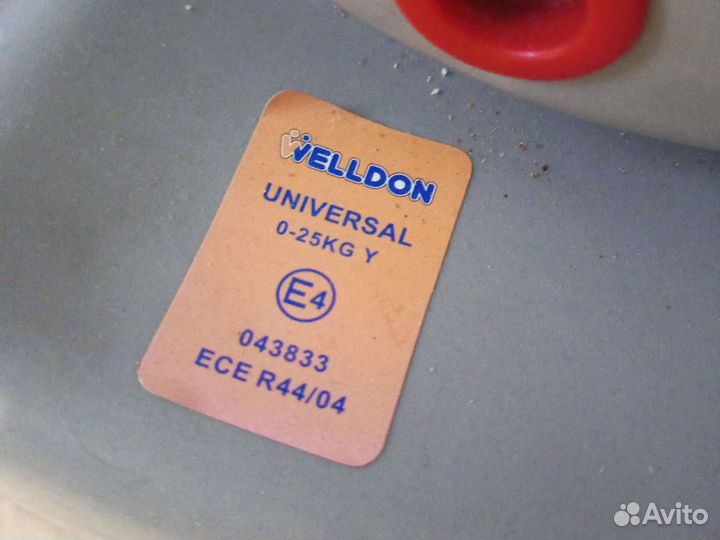 WELLDON
UNIVERSAL
0-25KG Y
E4
043833
ECE R44/04
Avito